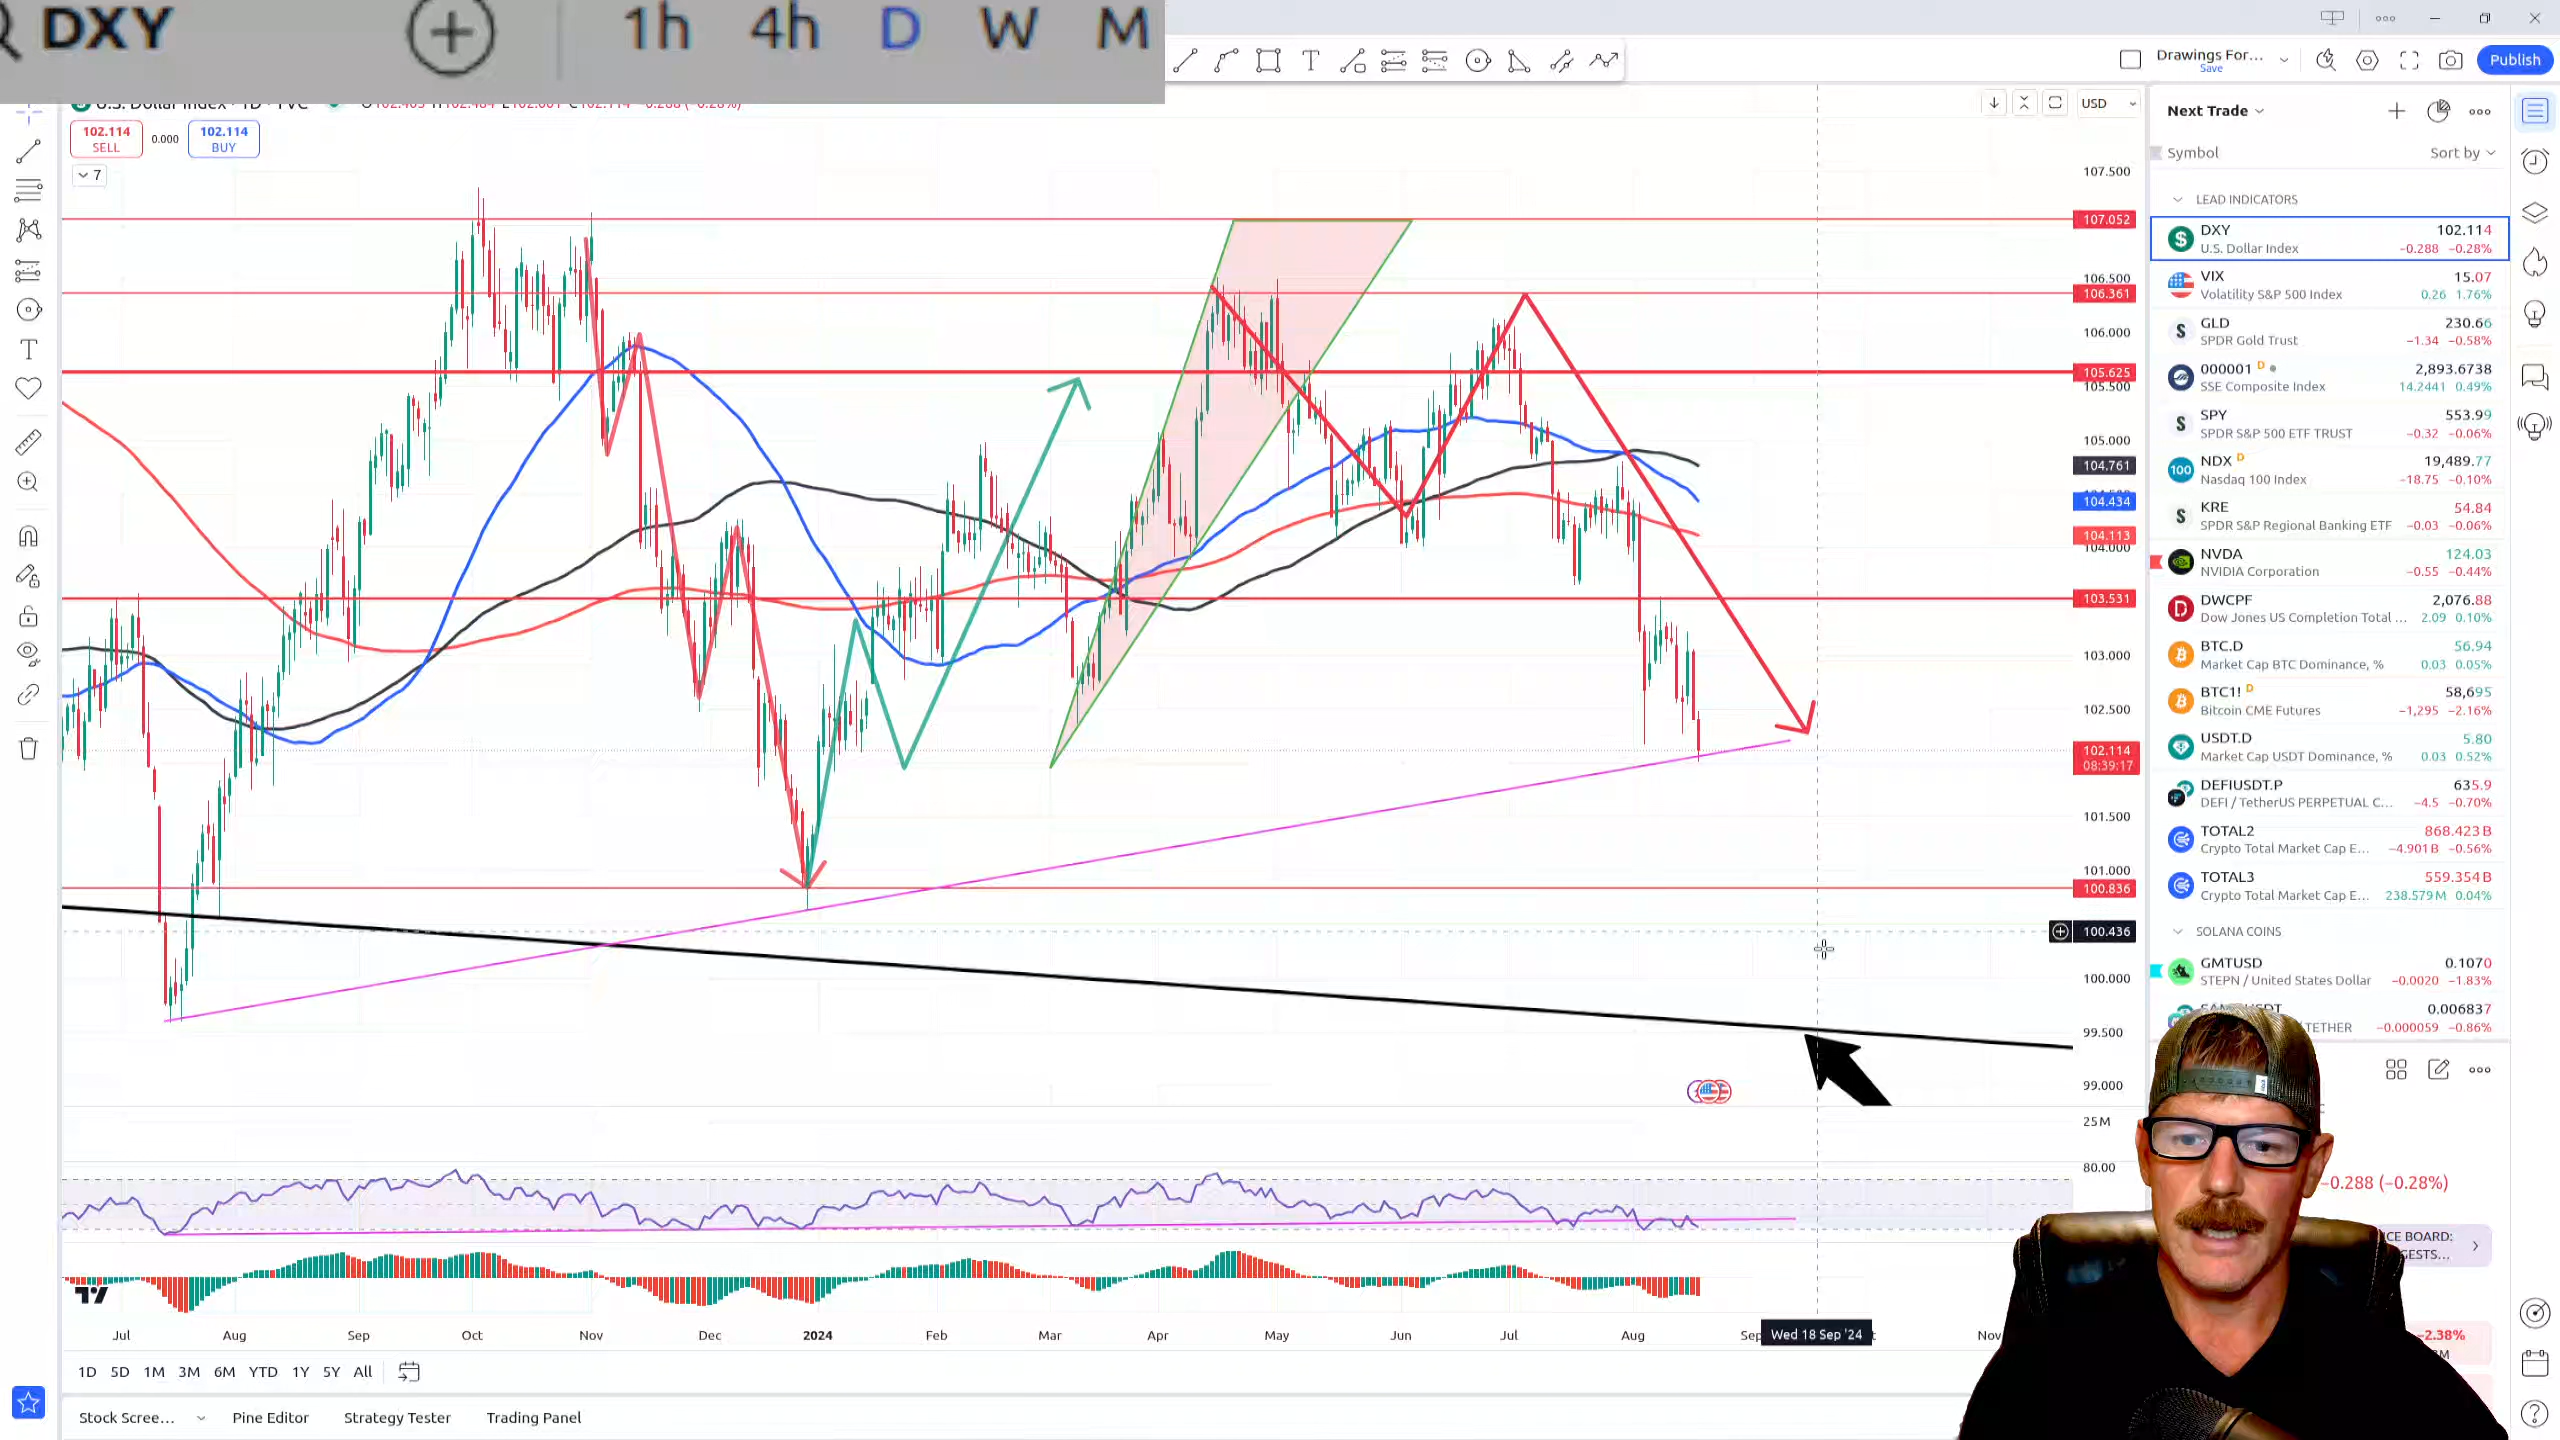 DXY 1h 4h D W M
Drawings For...
Save
Publish
U.S. Dollar Index · 1D · TVC
USD
102.114
SELL
0.000
102.114
BUY
7
107.500
107.052
106.500
106.361
106.000
105.625
105.500
105.000
104.761
104.434
104.113
104.000
103.531
103.000
102.500
102.114
08:39:17
101.500
101.000
100.836
100.436
100.000
99.500
99.000
25 M
80.00
Jul Aug Sep Oct Nov Dec 2024 Feb Mar Apr May Jun Jul Aug Sep Wed 18 Sep '24 Nov
1D 5D 1M 3M 6M YTD 1Y 5Y All
Stock Scree... Pine Editor Strategy Tester Trading Panel
Next Trade
Symbol Sort by
LEAD INDICATORS
DXY 102.114
U.S. Dollar Index −0.288 −0.28%
VIX 15.07
Volatility S&P 500 Index 0.26 1.76%
GLD 230.66
SPDR Gold Trust −1.34 −0.58%
000001 D 2,893.6738
SSE Composite Index 14.2441 0.49%
SPY 553.99
SPDR S&P 500 ETF TRUST −0.32 −0.06%
NDX D 19,489.77
Nasdaq 100 Index −18.75 −0.10%
KRE 54.84
SPDR S&P Regional Banking ETF −0.03 −0.06%
NVDA 124.03
NVIDIA Corporation −0.55 −0.44%
DWCPF 2,076.88
Dow Jones US Completion Total ... 2.09 0.10%
BTC.D 56.94
Market Cap BTC Dominance, % 0.03 0.05%
BTC1! D 58,695
Bitcoin CME Futures −1,295 −2.16%
USDT.D 5.80
Market Cap USDT Dominance, % 0.03 0.52%
DEFIUSDT.P 635.9
DEFI / TetherUS PERPETUAL C... −4.5 −0.70%
TOTAL2 868.423 B
Crypto Total Market Cap E... −4.901 B −0.56%
TOTAL3 559.354 B
Crypto Total Market Cap E... 238.579 M 0.04%
SOLANA COINS
GMTUSD 0.1070
STEPN / United States Dollar −0.0020 −1.83%
0.006837
TETHER −0.000059 −0.86%
−0.288 (−0.28%)
CE BOARD:
GESTS...
−2.38%